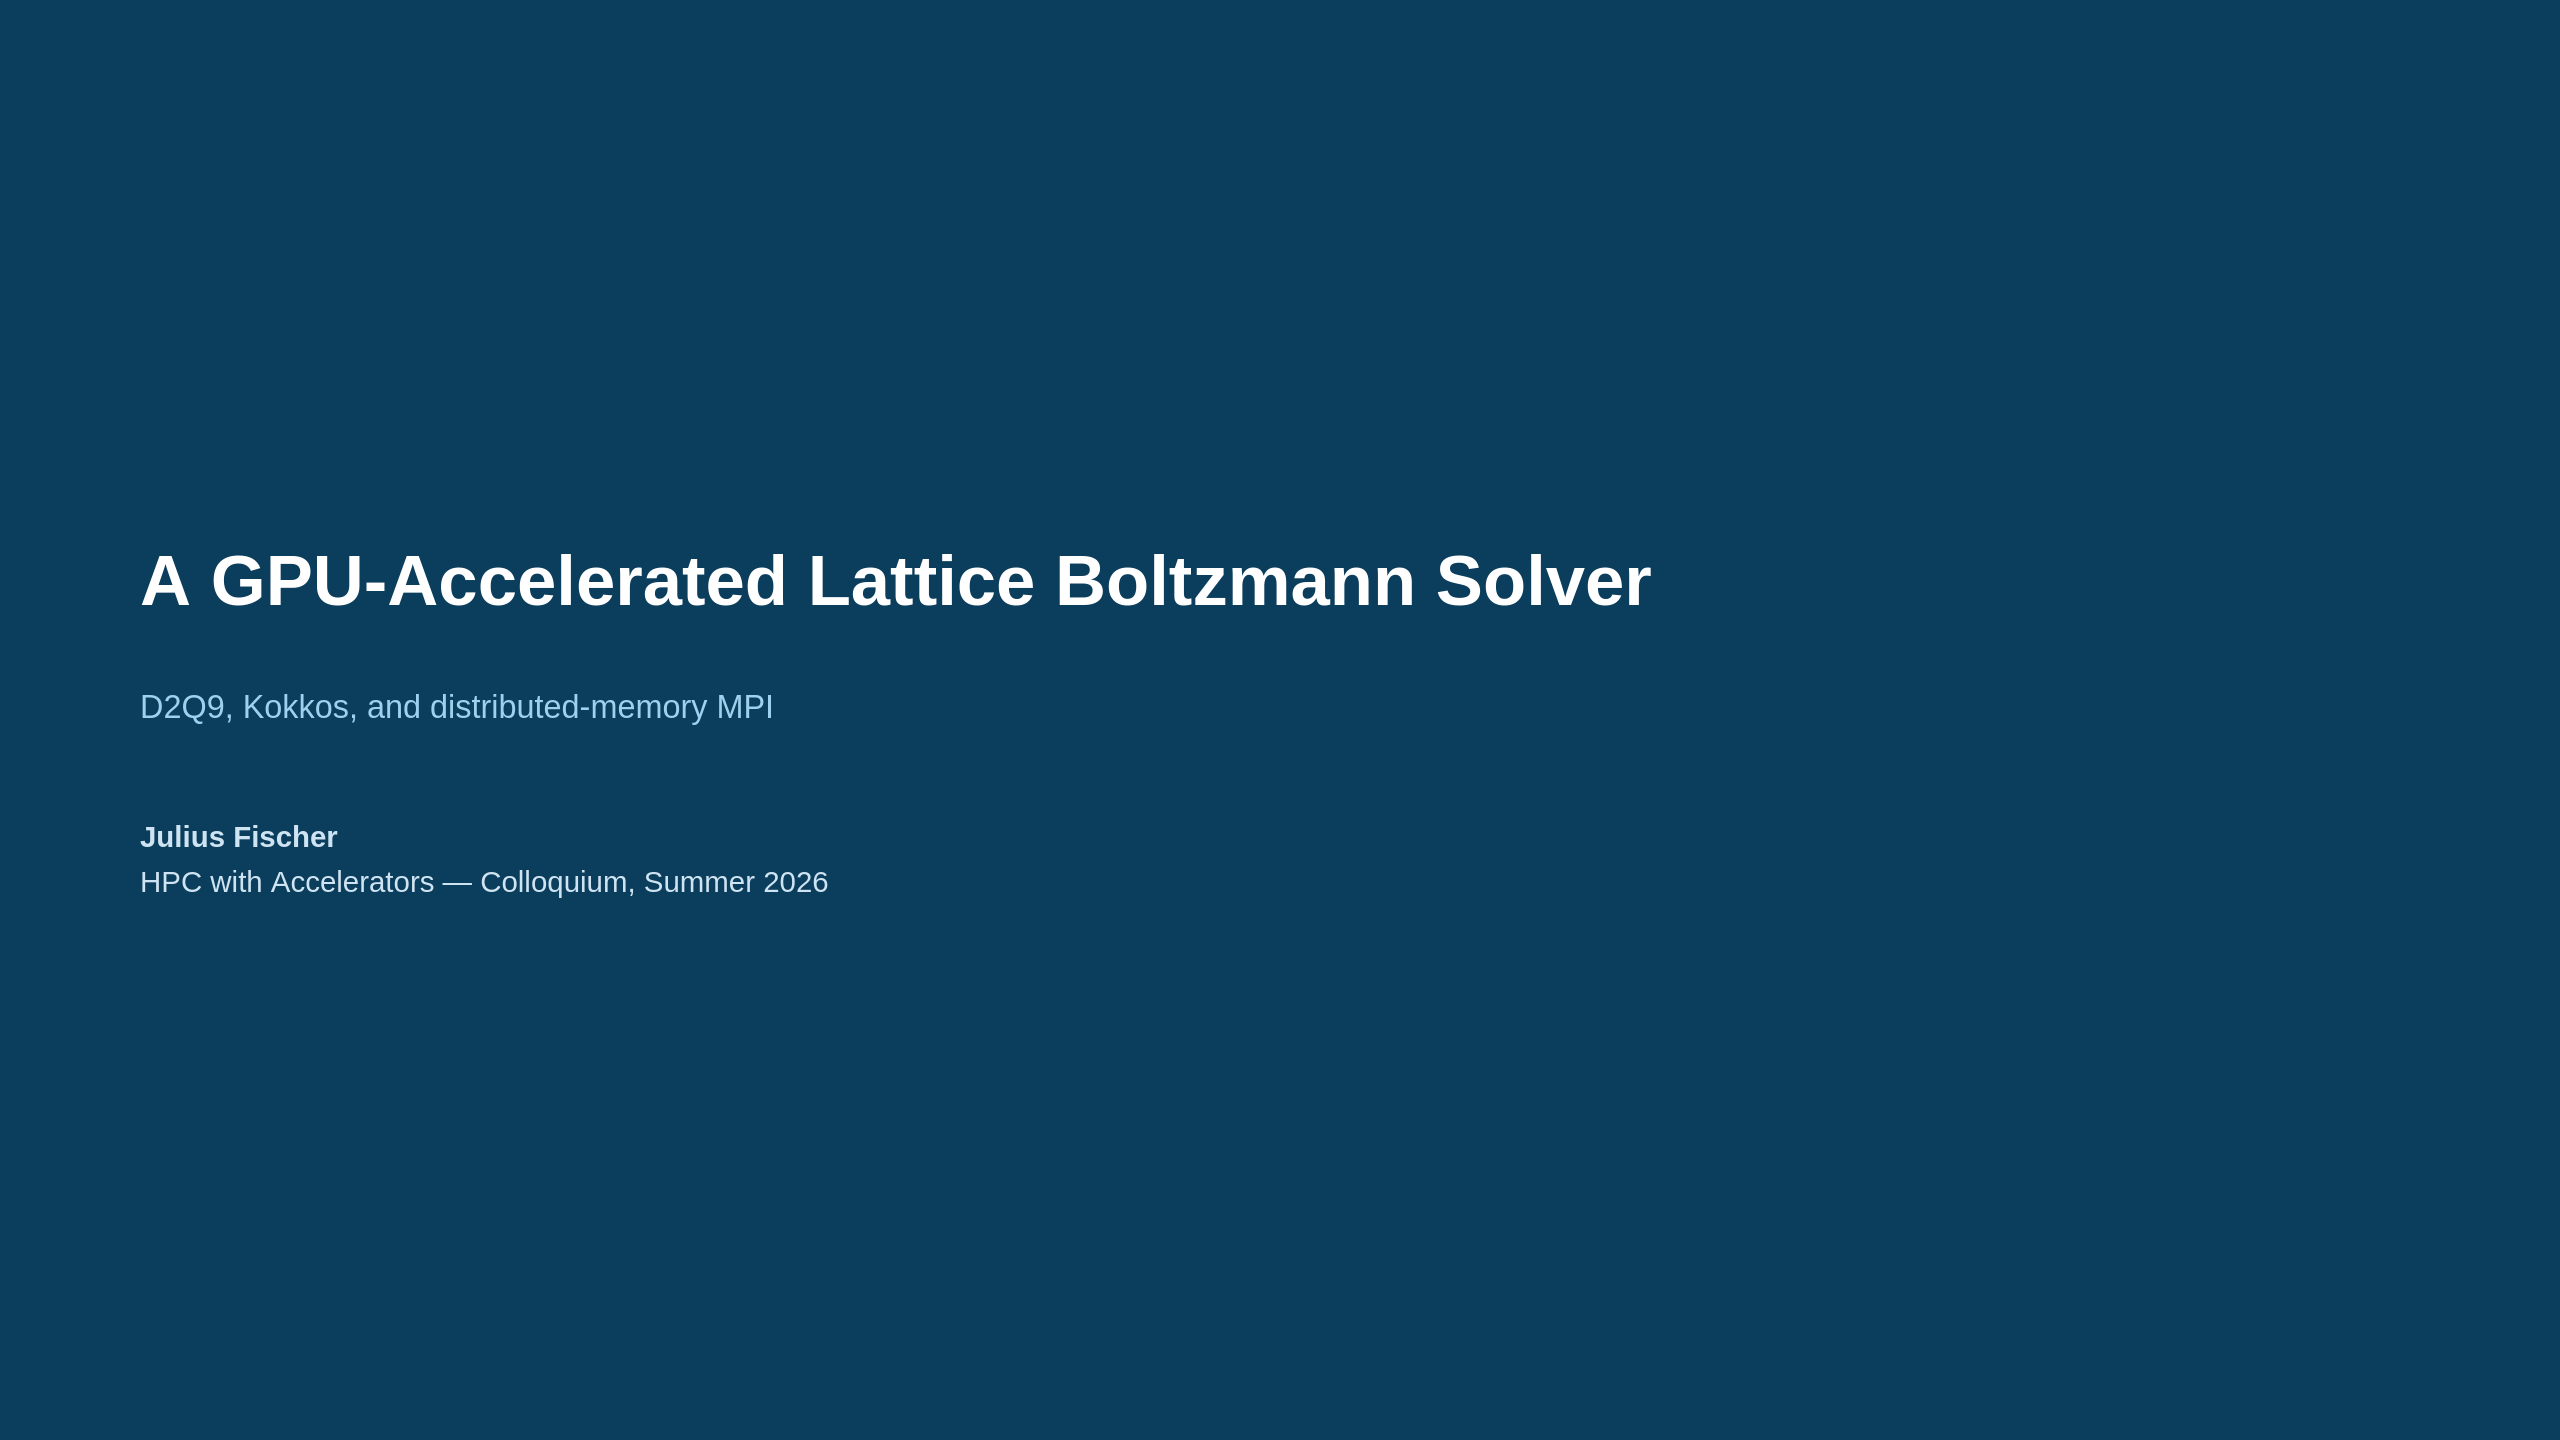 A GPU-Accelerated Lattice Boltzmann Solver
D2Q9, Kokkos, and distributed-memory MPI
Julius Fischer
HPC with Accelerators — Colloquium, Summer 2026